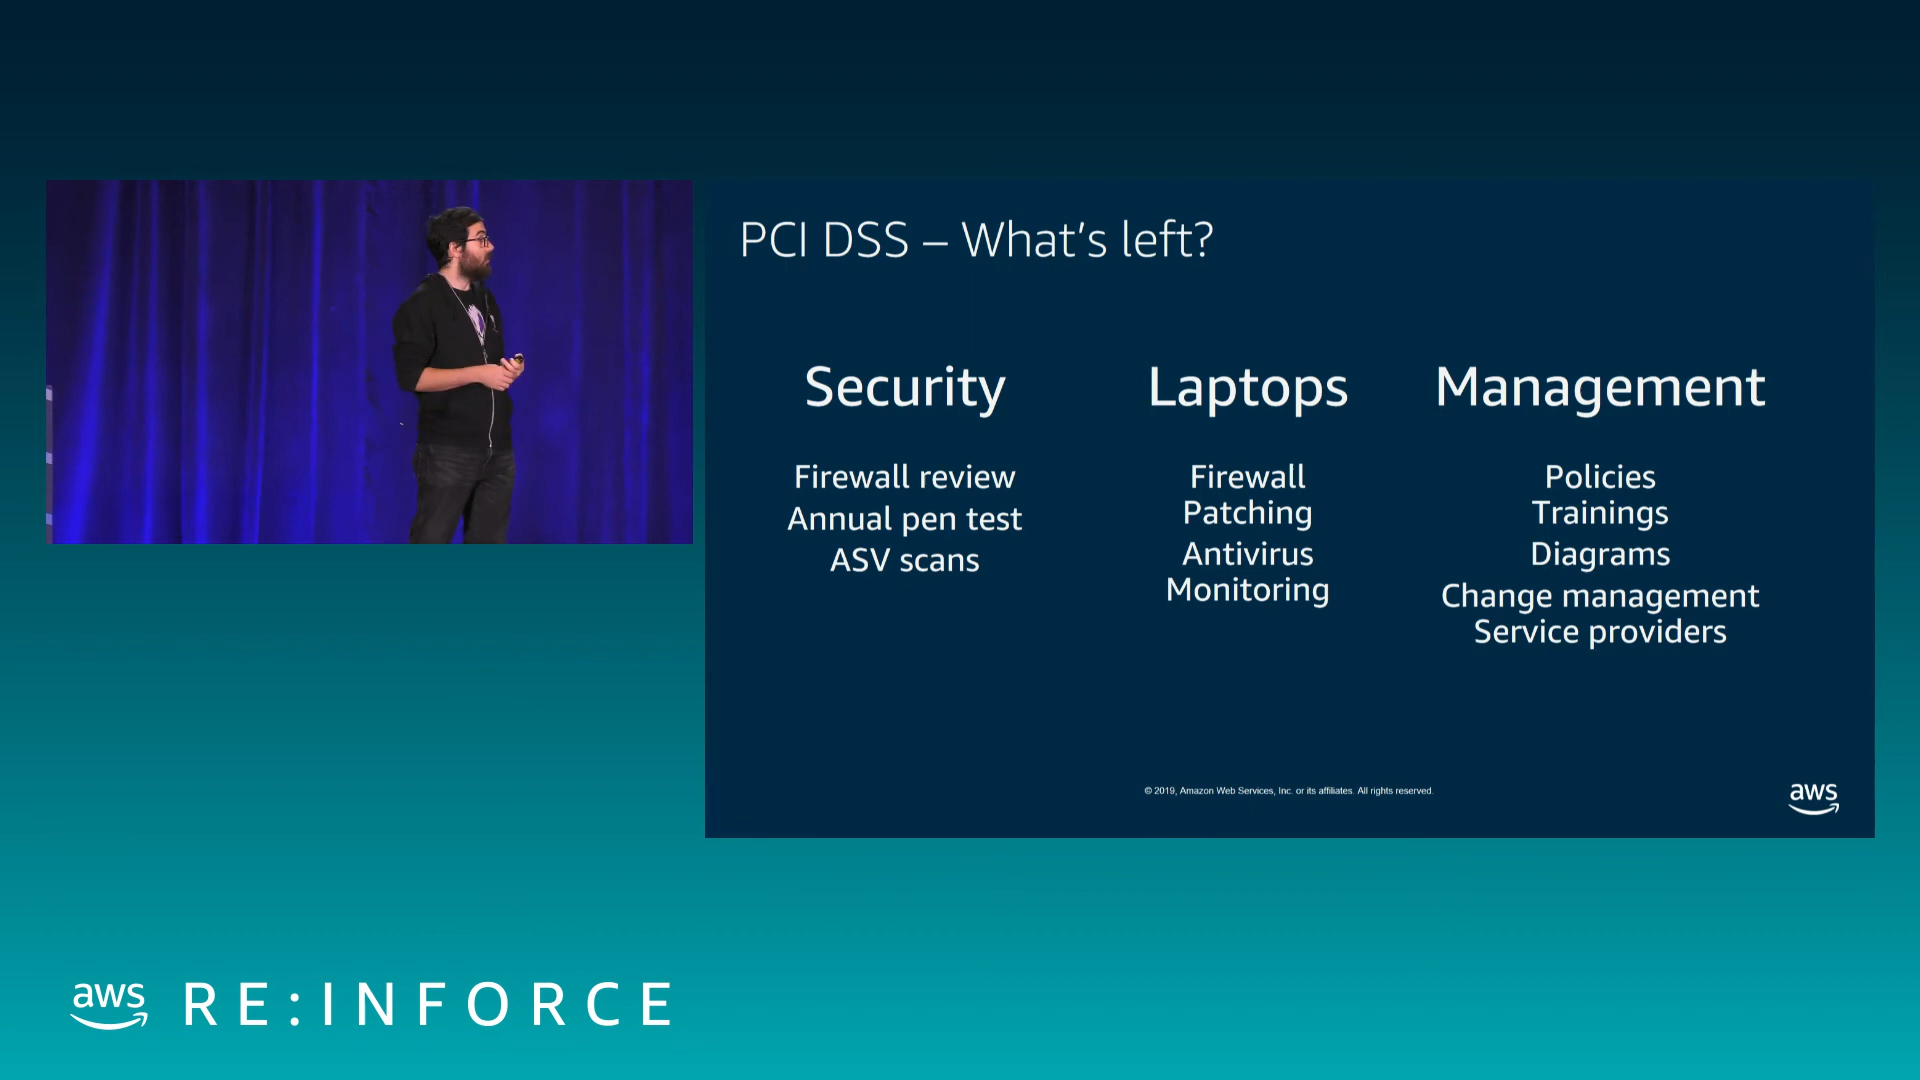 PCI DSS – What's left?
Security
Firewall review
Annual pen test
ASV scans
Laptops
Firewall
Patching
Antivirus
Monitoring
Management
Policies
Trainings
Diagrams
Change management
Service providers
© 2019, Amazon Web Services, Inc. or its affiliates. All rights reserved.
aws
aws RE:INFORCE